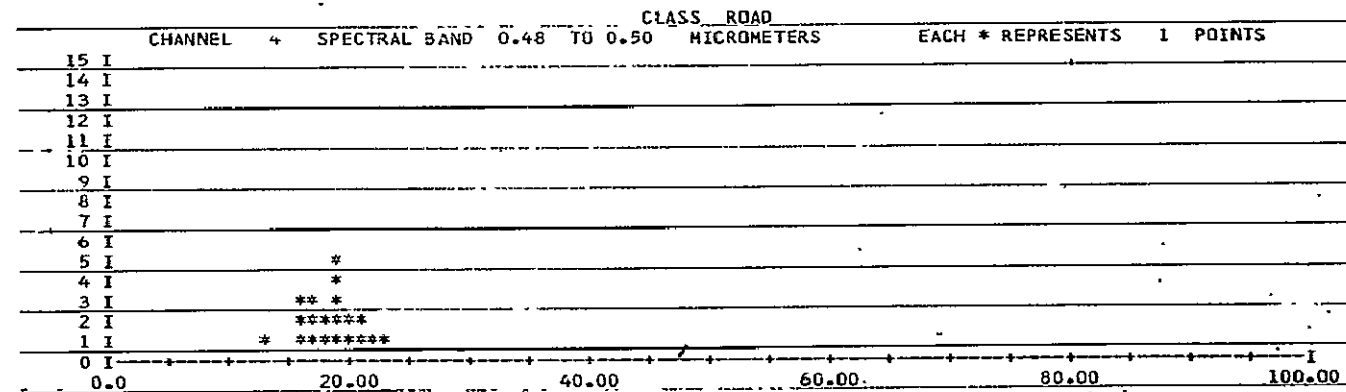 CLASS ROAD
CHANNEL 4 SPECTRAL BAND 0.48 TO 0.50 MICROMETERS EACH * REPRESENTS 1 POINTS
15 I
14 I
13 I
12 I
11 I
10 I
9 I
8 I
7 I
6 I
5 I *
4 I *
3 I ** *
2 I ******
1 I * ********
0 I----+----+----+----+----+----+----+----+----+----+----+----+----+----+----+----+----+----+----+----I
0.0 20.00 40.00 60.00 80.00 100.00